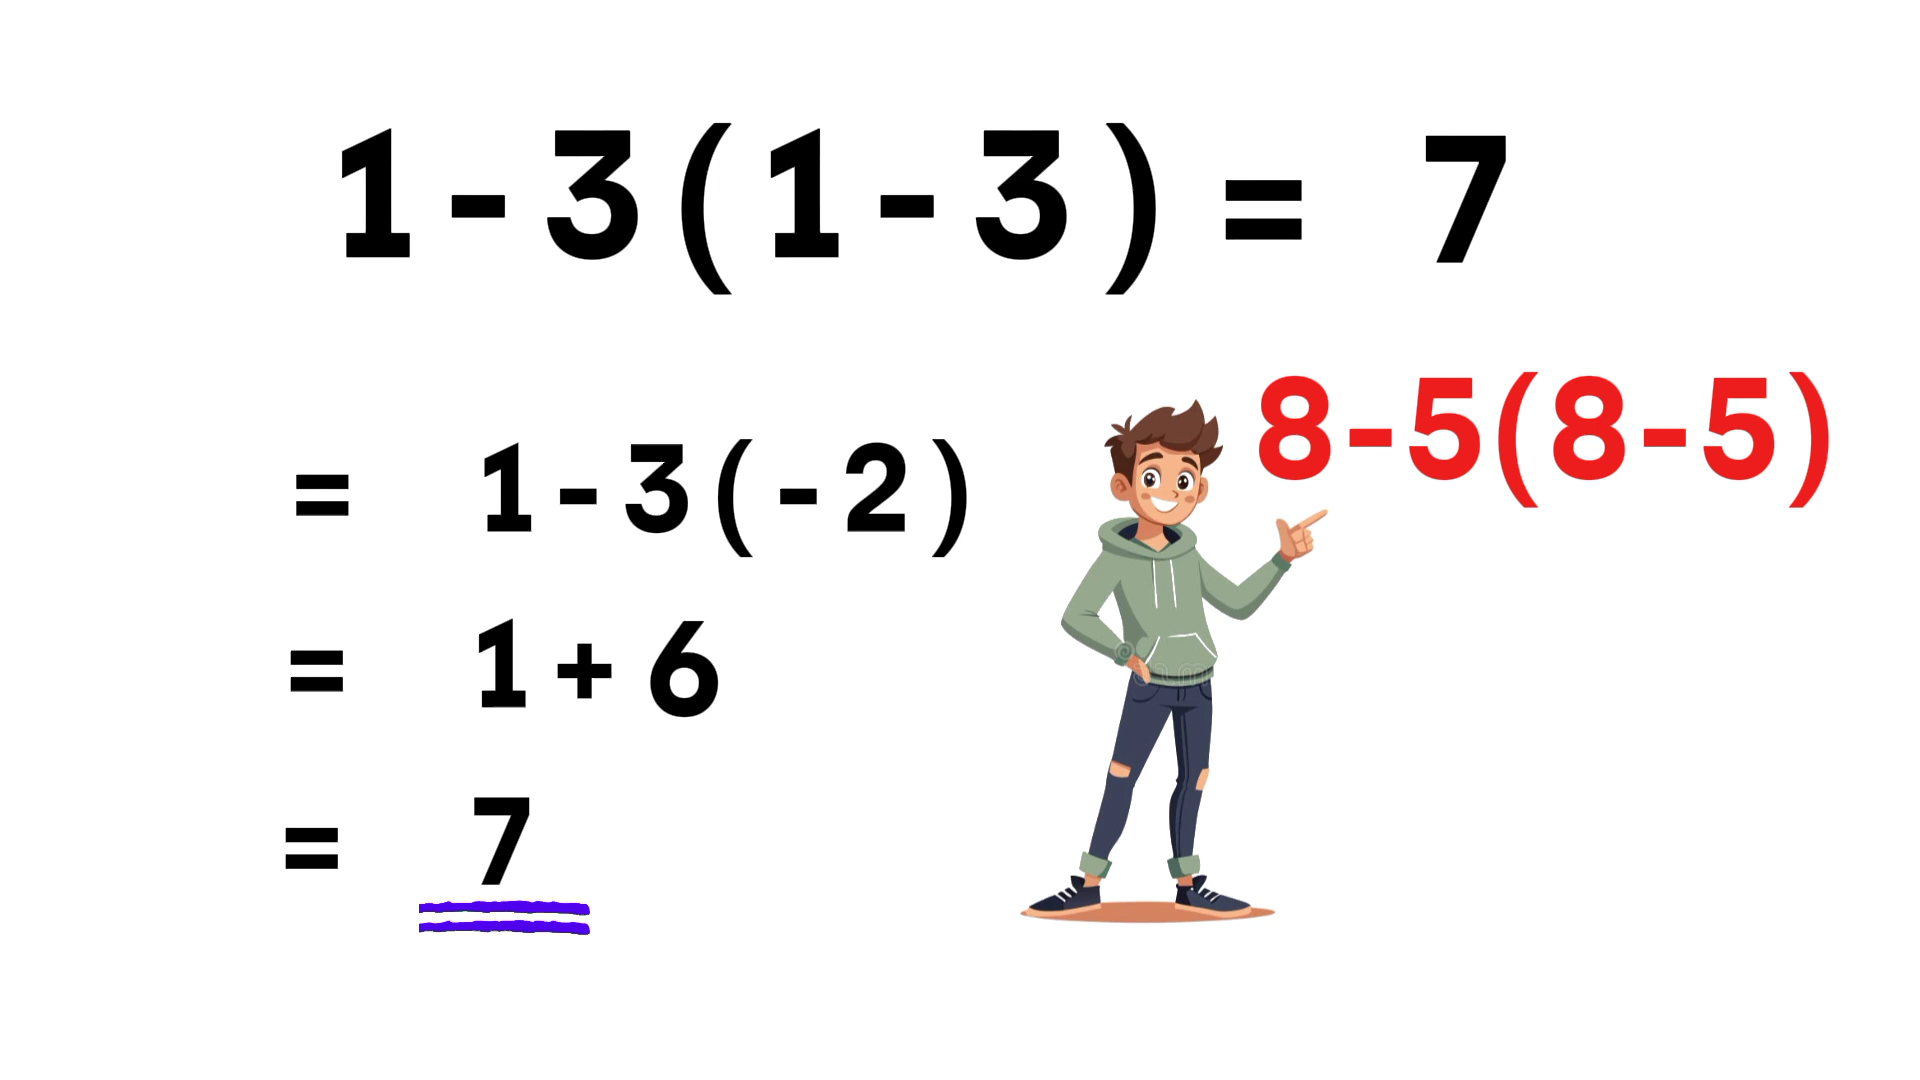 1-3(1-3) = 7
8-5(8-5)
= 1-3(-2)
= 1+6
= 7